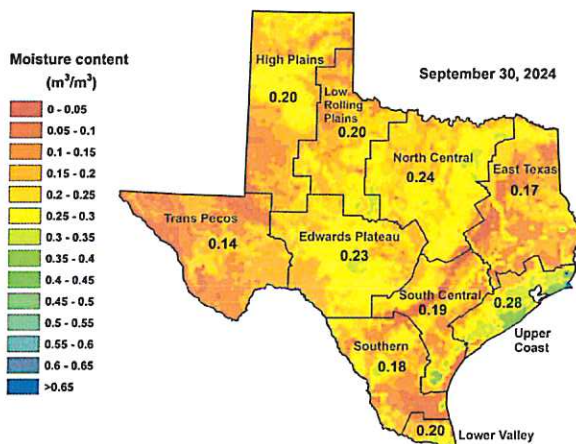 Moisture content
(m³/m³)
0 - 0.05
0.05 - 0.1
0.1 - 0.15
0.15 - 0.2
0.2 - 0.25
0.25 - 0.3
0.3 - 0.35
0.35 - 0.4
0.4 - 0.45
0.45 - 0.5
0.5 - 0.55
0.55 - 0.6
0.6 - 0.65
>0.65
September 30, 2024
High Plains
0.20
Low
Rolling
Plains
0.20
North Central
0.24
East Texas
0.17
Trans Pecos
0.14
Edwards Plateau
0.23
South Central
0.19
0.28
Upper
Coast
Southern
0.18
0.20
Lower Valley